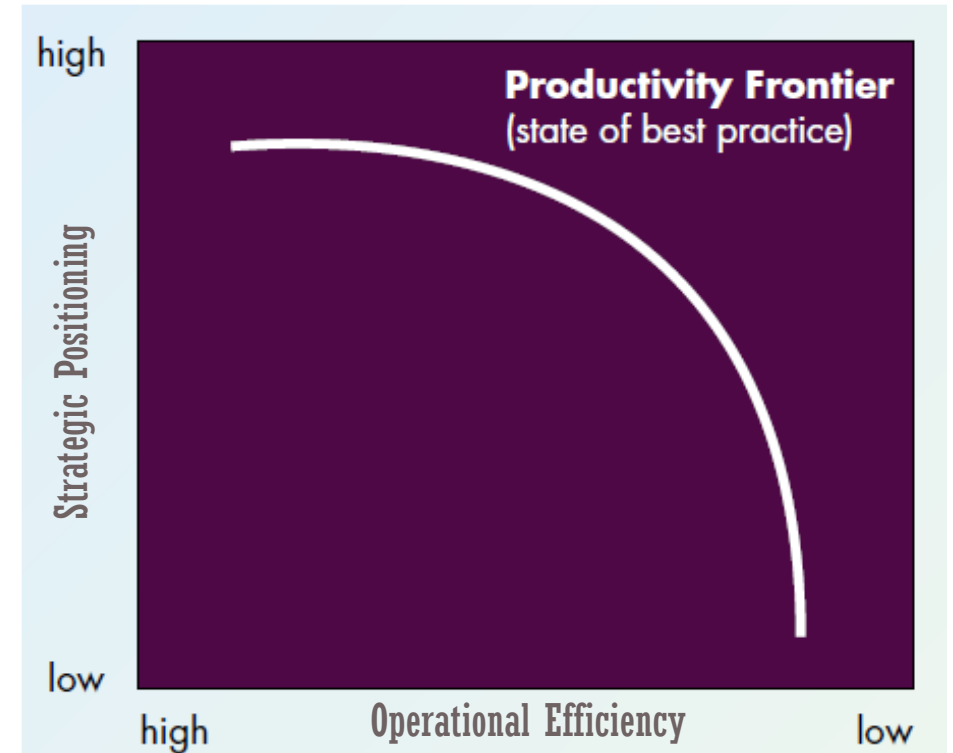 high
Productivity Frontier
(state of best practice)
Strategic Positioning
low
high
Operational Efficiency
low